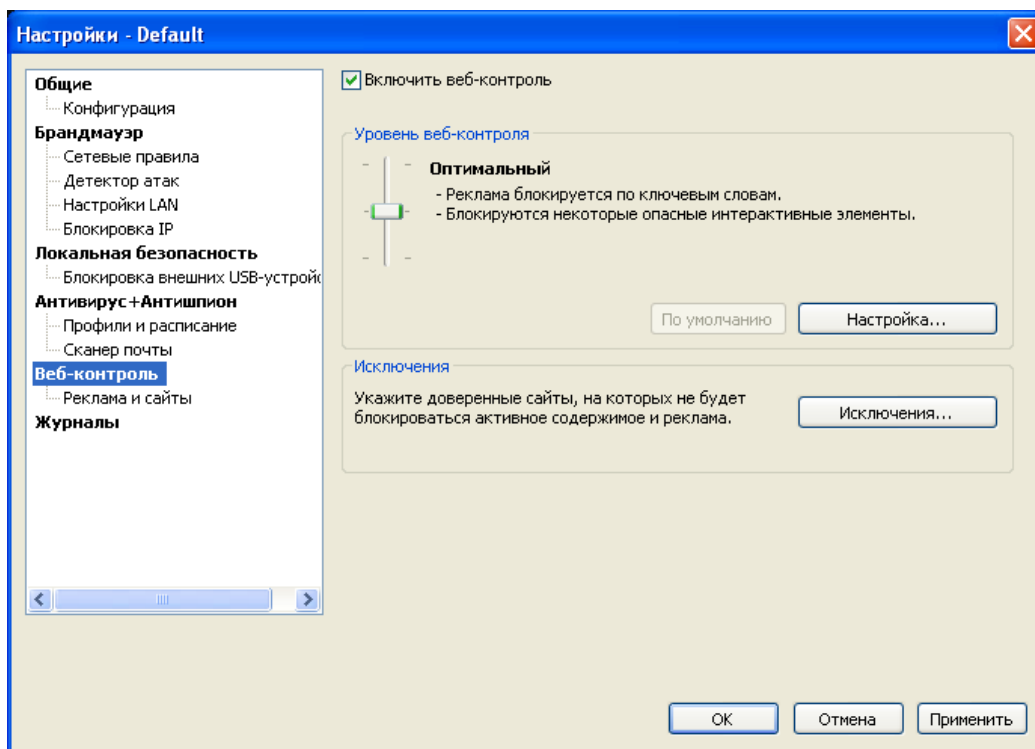 Настройки - Default
Общие
Конфигурация
Брандмауэр
Сетевые правила
Детектор атак
Настройки LAN
Блокировка IP
Локальная безопасность
Блокировка внешних USB-устройс
Антивирус+Антишпион
Профили и расписание
Сканер почты
Веб-контроль
Реклама и сайты
Журналы
Включить веб-контроль
Уровень веб-контроля
Оптимальный
- Реклама блокируется по ключевым словам.
- Блокируются некоторые опасные интерактивные элементы.
По умолчанию
Настройка...
Исключения
Укажите доверенные сайты, на которых не будет
блокироваться активное содержимое и реклама.
Исключения...
OK
Отмена
Применить